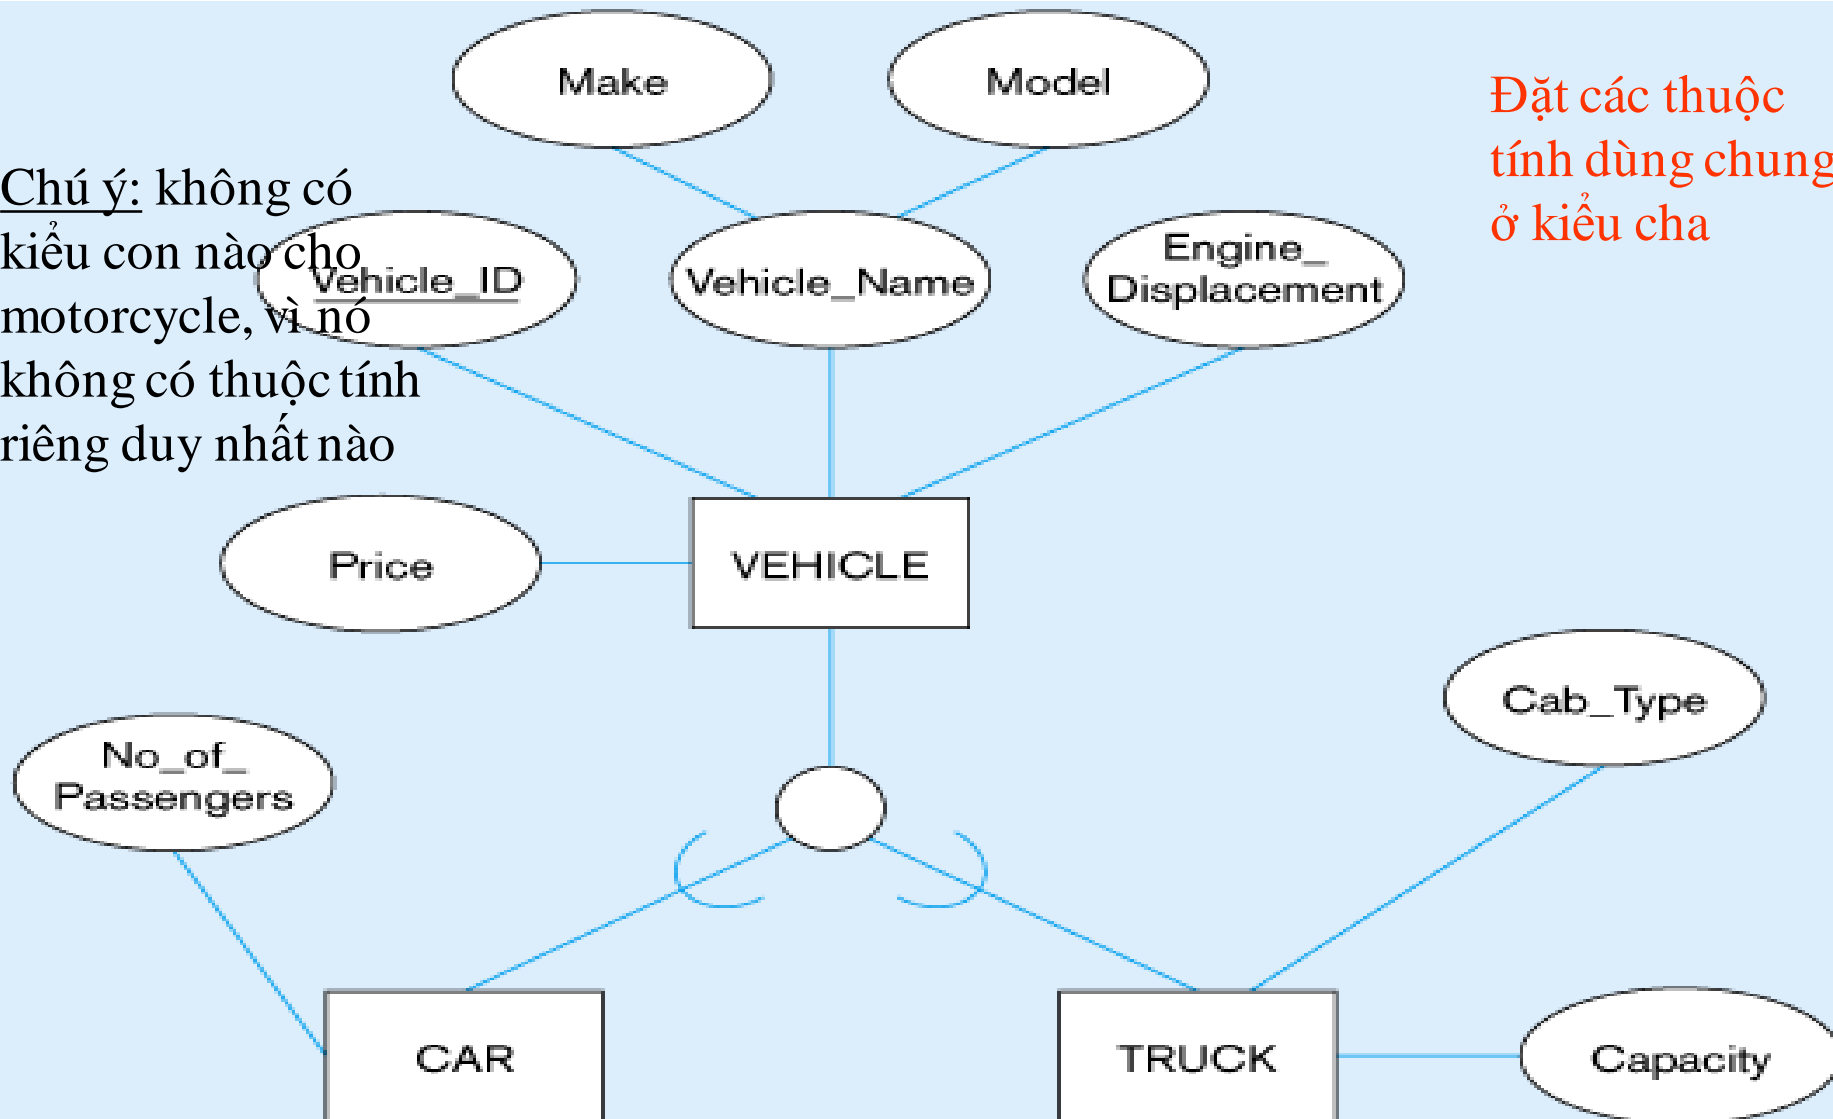 Make
Model
Đặt các thuộc
tính dùng chung
ở kiểu cha
Chú ý: không có
kiểu con nào cho
motorcycle, vì nó
không có thuộc tính
riêng duy nhất nào
Vehicle_ID
Vehicle_Name
Engine_
Displacement
Price
VEHICLE
Cab_Type
No_of_
Passengers
CAR
TRUCK
Capacity